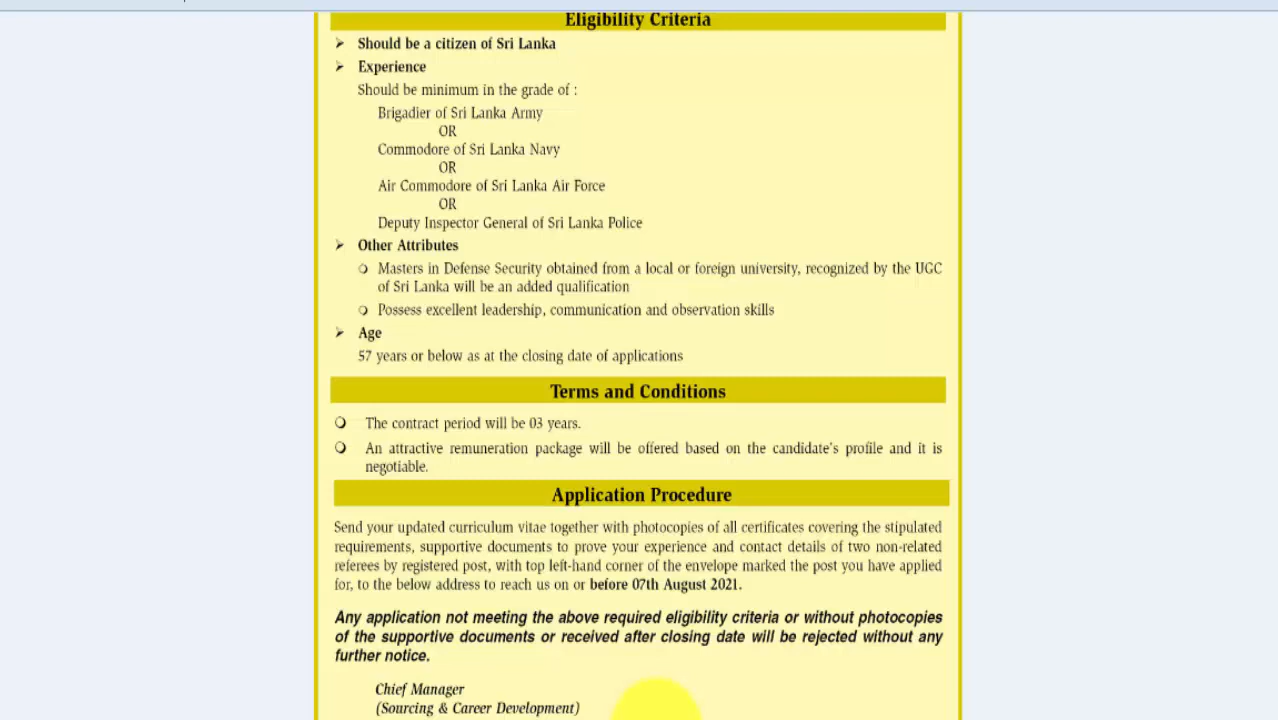 Eligibility Criteria
Should be a citizen of Sri Lanka
Experience
Should be minimum in the grade of :
Brigadier of Sri Lanka Army
OR
Commodore of Sri Lanka Navy
OR
Air Commodore of Sri Lanka Air Force
OR
Deputy Inspector General of Sri Lanka Police
Other Attributes
Masters in Defense Security obtained from a local or foreign university, recognized by the UGC
of Sri Lanka will be an added qualification
Possess excellent leadership, communication and observation skills
Age
57 years or below as at the closing date of applications
Terms and Conditions
The contract period will be 03 years.
An attractive remuneration package will be offered based on the candidate's profile and it is
negotiable.
Application Procedure
Send your updated curriculum vitae together with photocopies of all certificates covering the stipulated
requirements, supportive documents to prove your experience and contact details of two non-related
referees by registered post, with top left-hand corner of the envelope marked the post you have applied
for, to the below address to reach us on or before 07th August 2021.
Any application not meeting the above required eligibility criteria or without photocopies
of the supportive documents or received after closing date will be rejected without any
further notice.
Chief Manager
(Sourcing & Career Development)